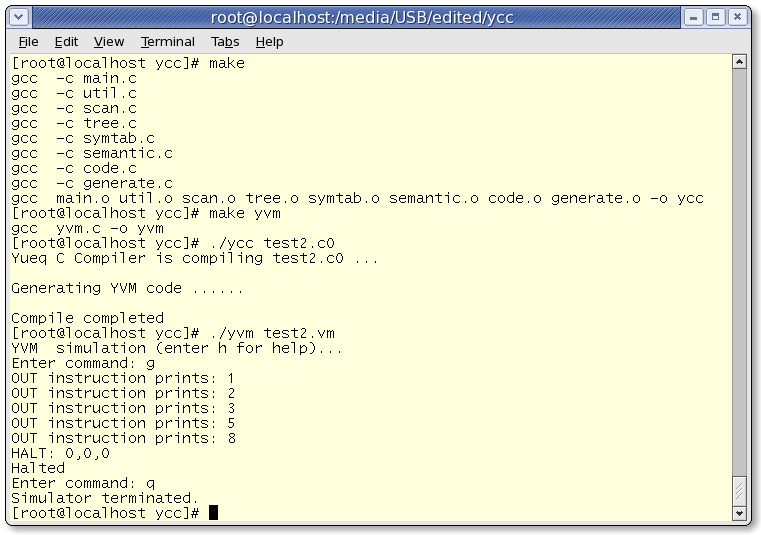 root@localhost:/media/USB/edited/ycc
File Edit View Terminal Tabs Help
[root@localhost ycc]# make
gcc  -c main.c
gcc  -c util.c
gcc  -c scan.c
gcc  -c tree.c
gcc  -c symtab.c
gcc  -c semantic.c
gcc  -c code.c
gcc  -c generate.c
gcc  main.o util.o scan.o tree.o symtab.o semantic.o code.o generate.o -o ycc
[root@localhost ycc]# make yvm
gcc  yvm.c -o yvm
[root@localhost ycc]# ./ycc test2.c0
Yueq C Compiler is compiling test2.c0 ...
Generating YVM code ......
Compile completed
[root@localhost ycc]# ./yvm test2.vm
YVM  simulation (enter h for help)...
Enter command: g
OUT instruction prints: 1
OUT instruction prints: 2
OUT instruction prints: 3
OUT instruction prints: 5
OUT instruction prints: 8
HALT: 0,0,0
Halted
Enter command: q
Simulator terminated.
[root@localhost ycc]#